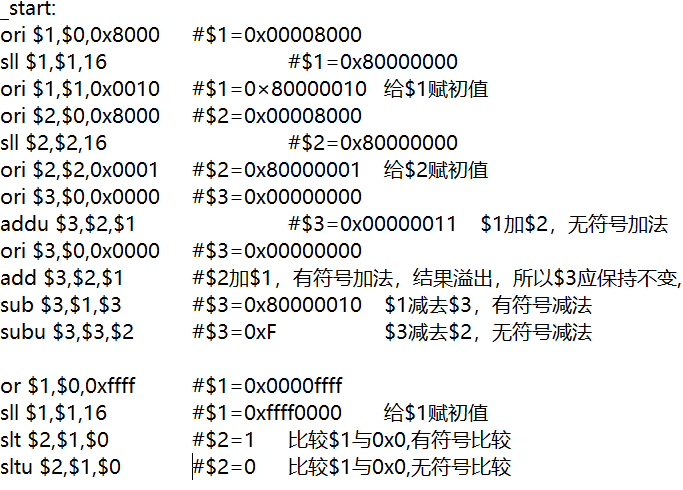 _start:
ori $1,$0,0x8000 #$1=0x00008000
sll $1,$1,16 #$1=0x80000000
ori $1,$1,0x0010 #$1=0×80000010 给$1赋初值
ori $2,$0,0x8000 #$2=0x00008000
sll $2,$2,16 #$2=0x80000000
ori $2,$2,0x0001 #$2=0x80000001 给$2赋初值
ori $3,$0,0x0000 #$3=0x00000000
addu $3,$2,$1 #$3=0x00000011 $1加$2，无符号加法
ori $3,$0,0x0000 #$3=0x00000000
add $3,$2,$1 #$2加$1，有符号加法，结果溢出，所以$3应保持不变,
sub $3,$1,$3 #$3=0x80000010 $1减去$3，有符号减法
subu $3,$3,$2 #$3=0xF $3减去$2，无符号减法
or $1,$0,0xffff #$1=0x0000ffff
sll $1,$1,16 #$1=0xffff0000 给$1赋初值
slt $2,$1,$0 #$2=1 比较$1与0x0,有符号比较
sltu $2,$1,$0 #$2=0 比较$1与0x0,无符号比较